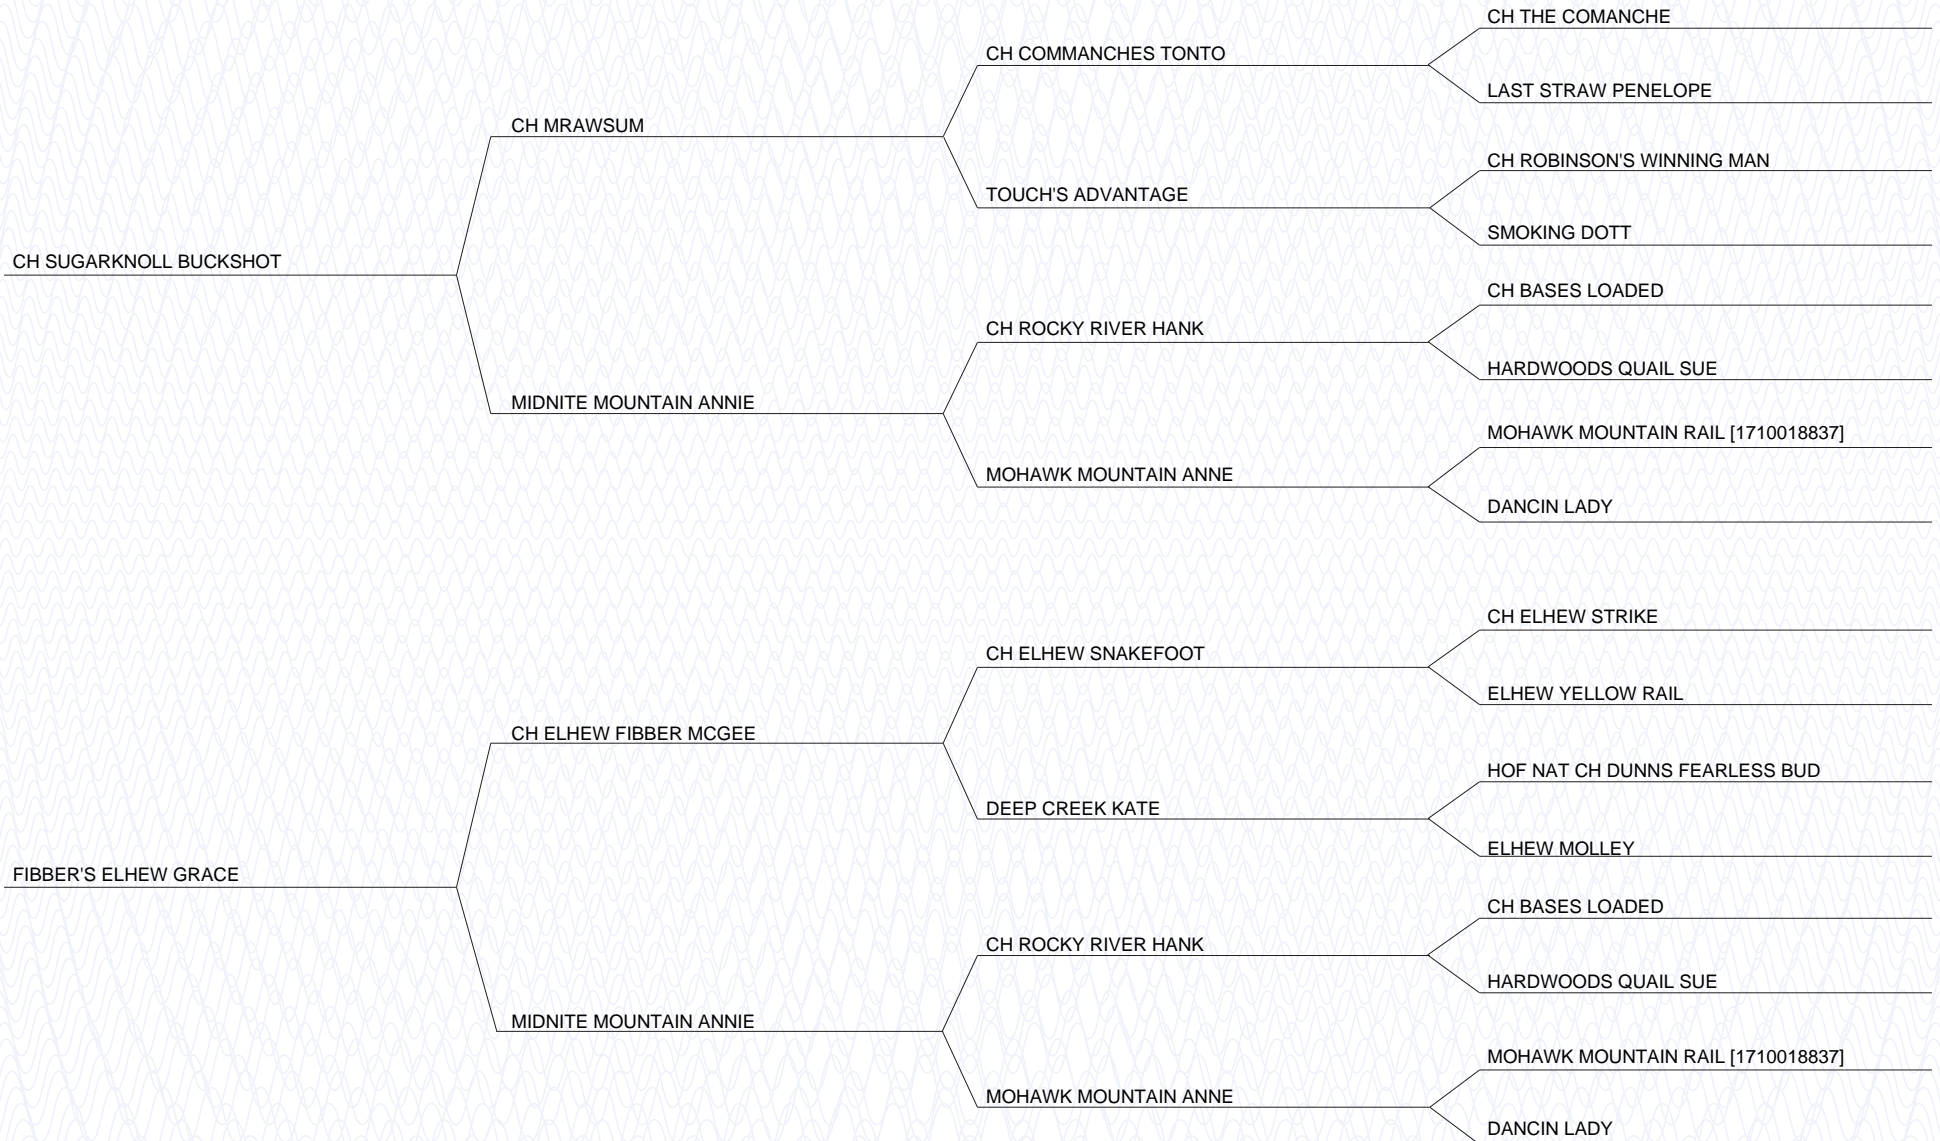 CH THE COMANCHE
CH COMMANCHES TONTO
LAST STRAW PENELOPE
CH MRAWSUM
CH ROBINSON'S WINNING MAN
TOUCH'S ADVANTAGE
SMOKING DOTT
CH SUGARKNOLL BUCKSHOT
CH BASES LOADED
CH ROCKY RIVER HANK
HARDWOODS QUAIL SUE
MIDNITE MOUNTAIN ANNIE
MOHAWK MOUNTAIN RAIL [1710018837]
MOHAWK MOUNTAIN ANNE
DANCIN LADY
CH ELHEW STRIKE
CH ELHEW SNAKEFOOT
ELHEW YELLOW RAIL
CH ELHEW FIBBER MCGEE
HOF NAT CH DUNNS FEARLESS BUD
DEEP CREEK KATE
ELHEW MOLLEY
FIBBER'S ELHEW GRACE
CH BASES LOADED
CH ROCKY RIVER HANK
HARDWOODS QUAIL SUE
MIDNITE MOUNTAIN ANNIE
MOHAWK MOUNTAIN RAIL [1710018837]
MOHAWK MOUNTAIN ANNE
DANCIN LADY